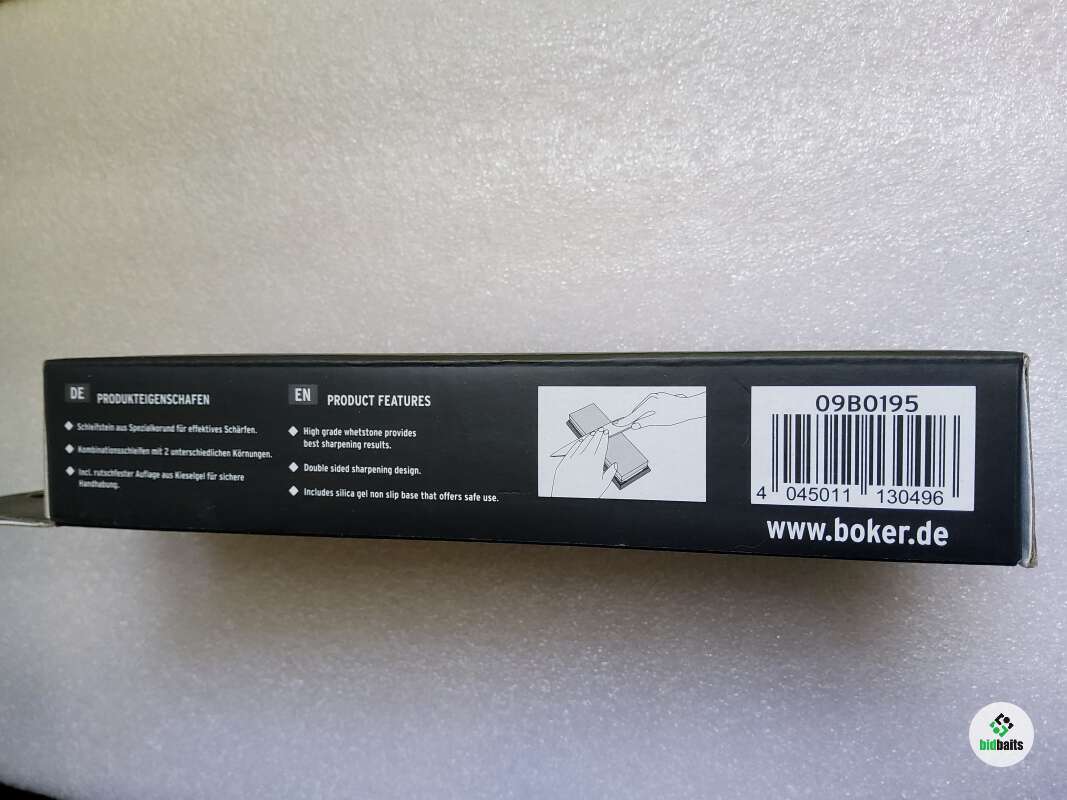 DE PRODUKTEIGENSCHAFEN
Schleifstein aus Spezialkorund für effektives Schärfen.
Kombinationsschleifen mit 2 unterschiedlichen Körnungen.
Incl. rutschfester Auflage aus Kieselgel für sichere
Handhabung.
EN PRODUCT FEATURES
High grade whetstone provides
best sharpening results.
Double sided sharpening design.
Includes silica gel non slip base that offers safe use.
09B0195
4 045011 130496
www.boker.de
bidbaits